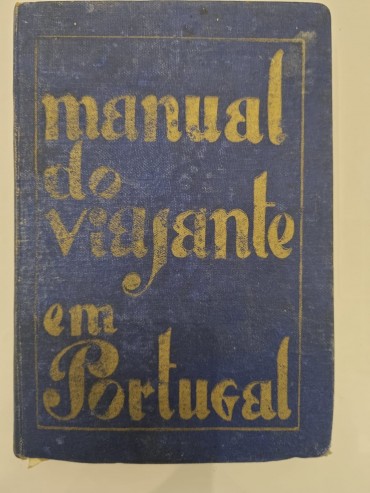 manual
do
viajante
em
Portugal